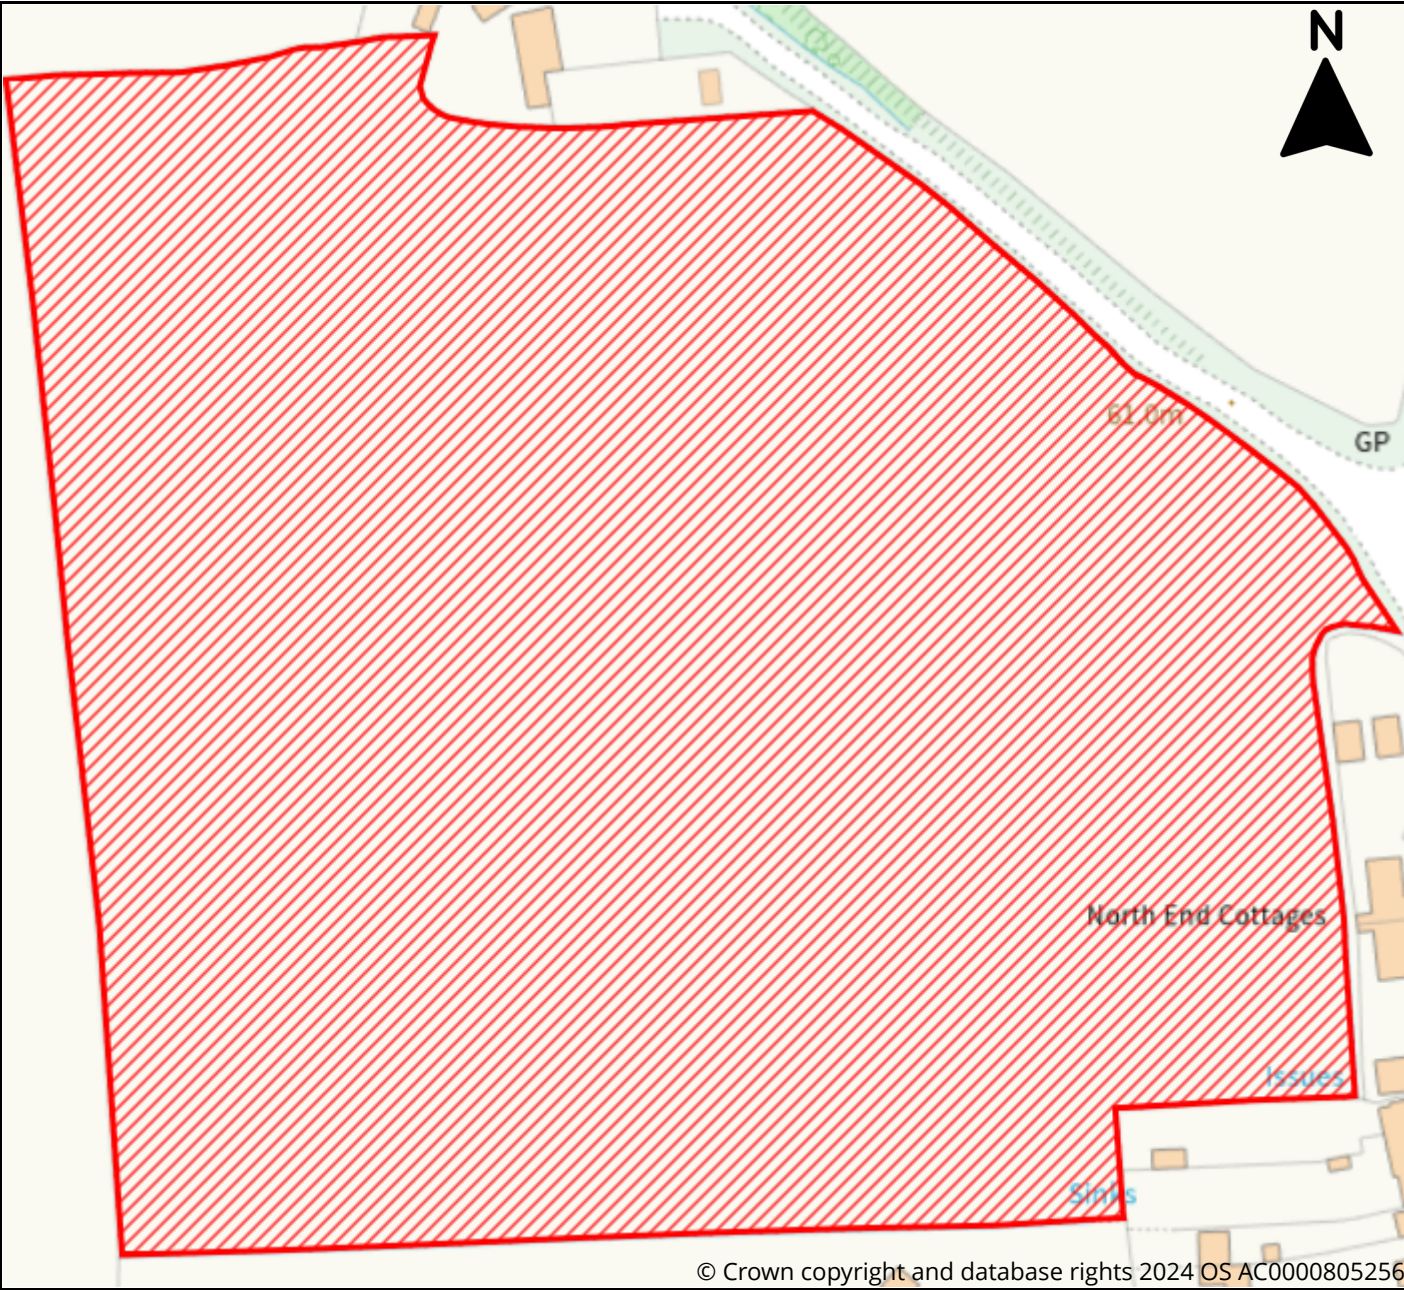 N
61.0m
GP
North End Cottages
Issues
Sinks
© Crown copyright and database rights 2024 OS AC0000805256